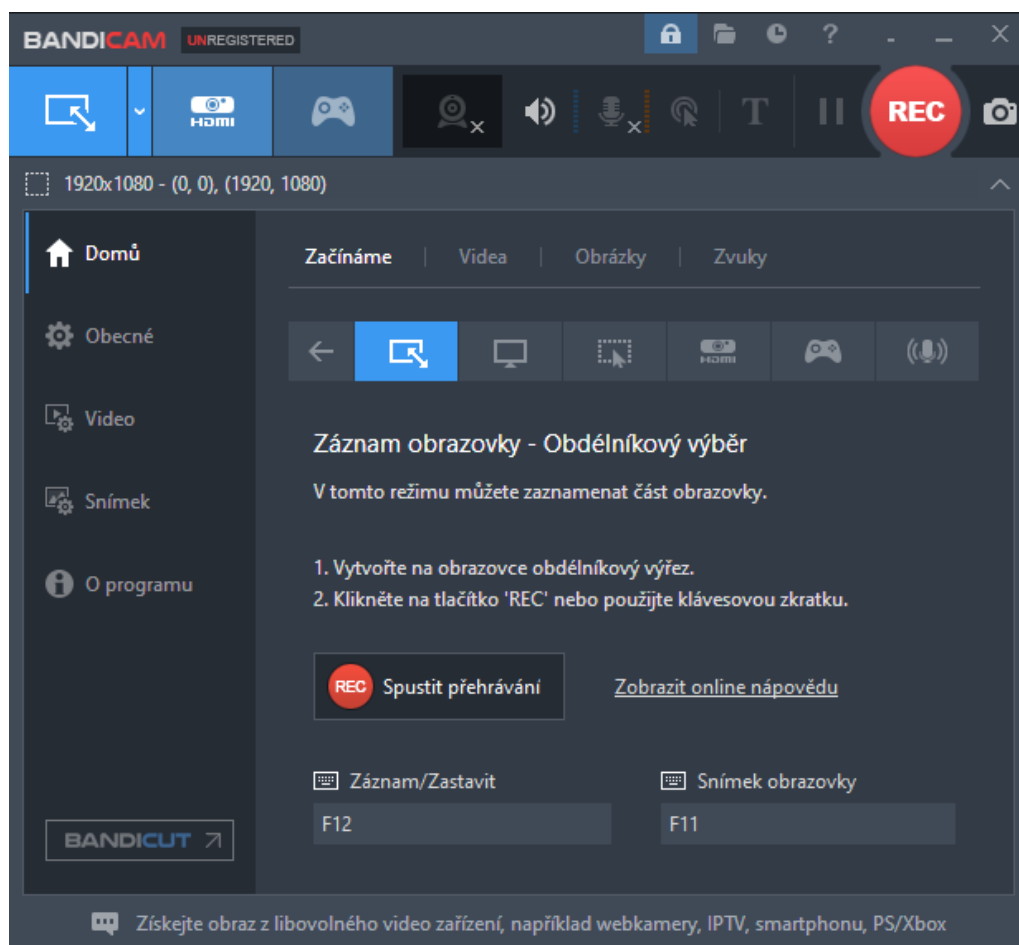 BANDICAM UNREGISTERED ?
HDMI T REC
1920x1080 - (0, 0), (1920, 1080)
Domů
Obecné
Video
Snímek
O programu
BANDICUT
Začínáme | Videa | Obrázky | Zvuky
HDMI
Záznam obrazovky - Obdélníkový výběr
V tomto režimu můžete zaznamenat část obrazovky.
1. Vytvořte na obrazovce obdélníkový výřez.
2. Klikněte na tlačítko 'REC' nebo použijte klávesovou zkratku.
REC Spustit přehrávání Zobrazit online nápovědu
Záznam/Zastavit Snímek obrazovky
F12 F11
Získejte obraz z libovolného video zařízení, například webkamery, IPTV, smartphonu, PS/Xbox